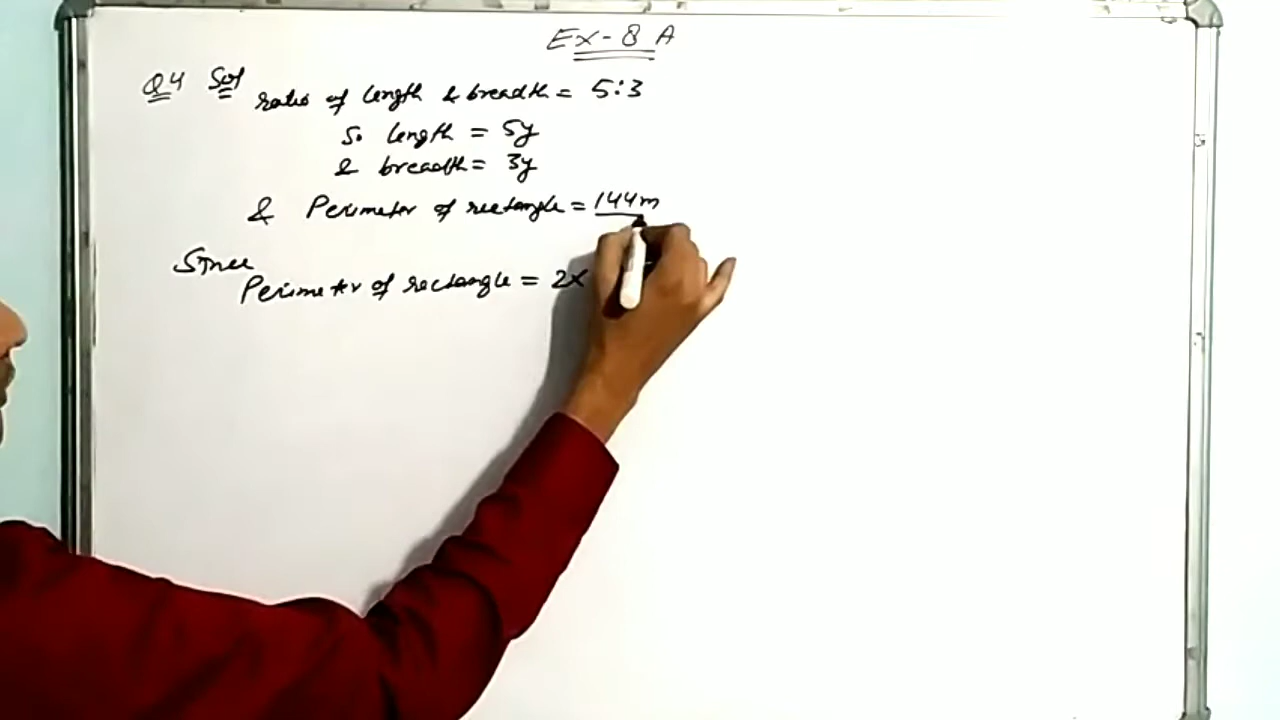 Ex-8 A
Q4 Sol
ratio of length & breadth = 5:3
So length = 5y
& breadth = 3y
& Perimeter of rectangle = 144m
Since
Perimeter of rectangle = 2x